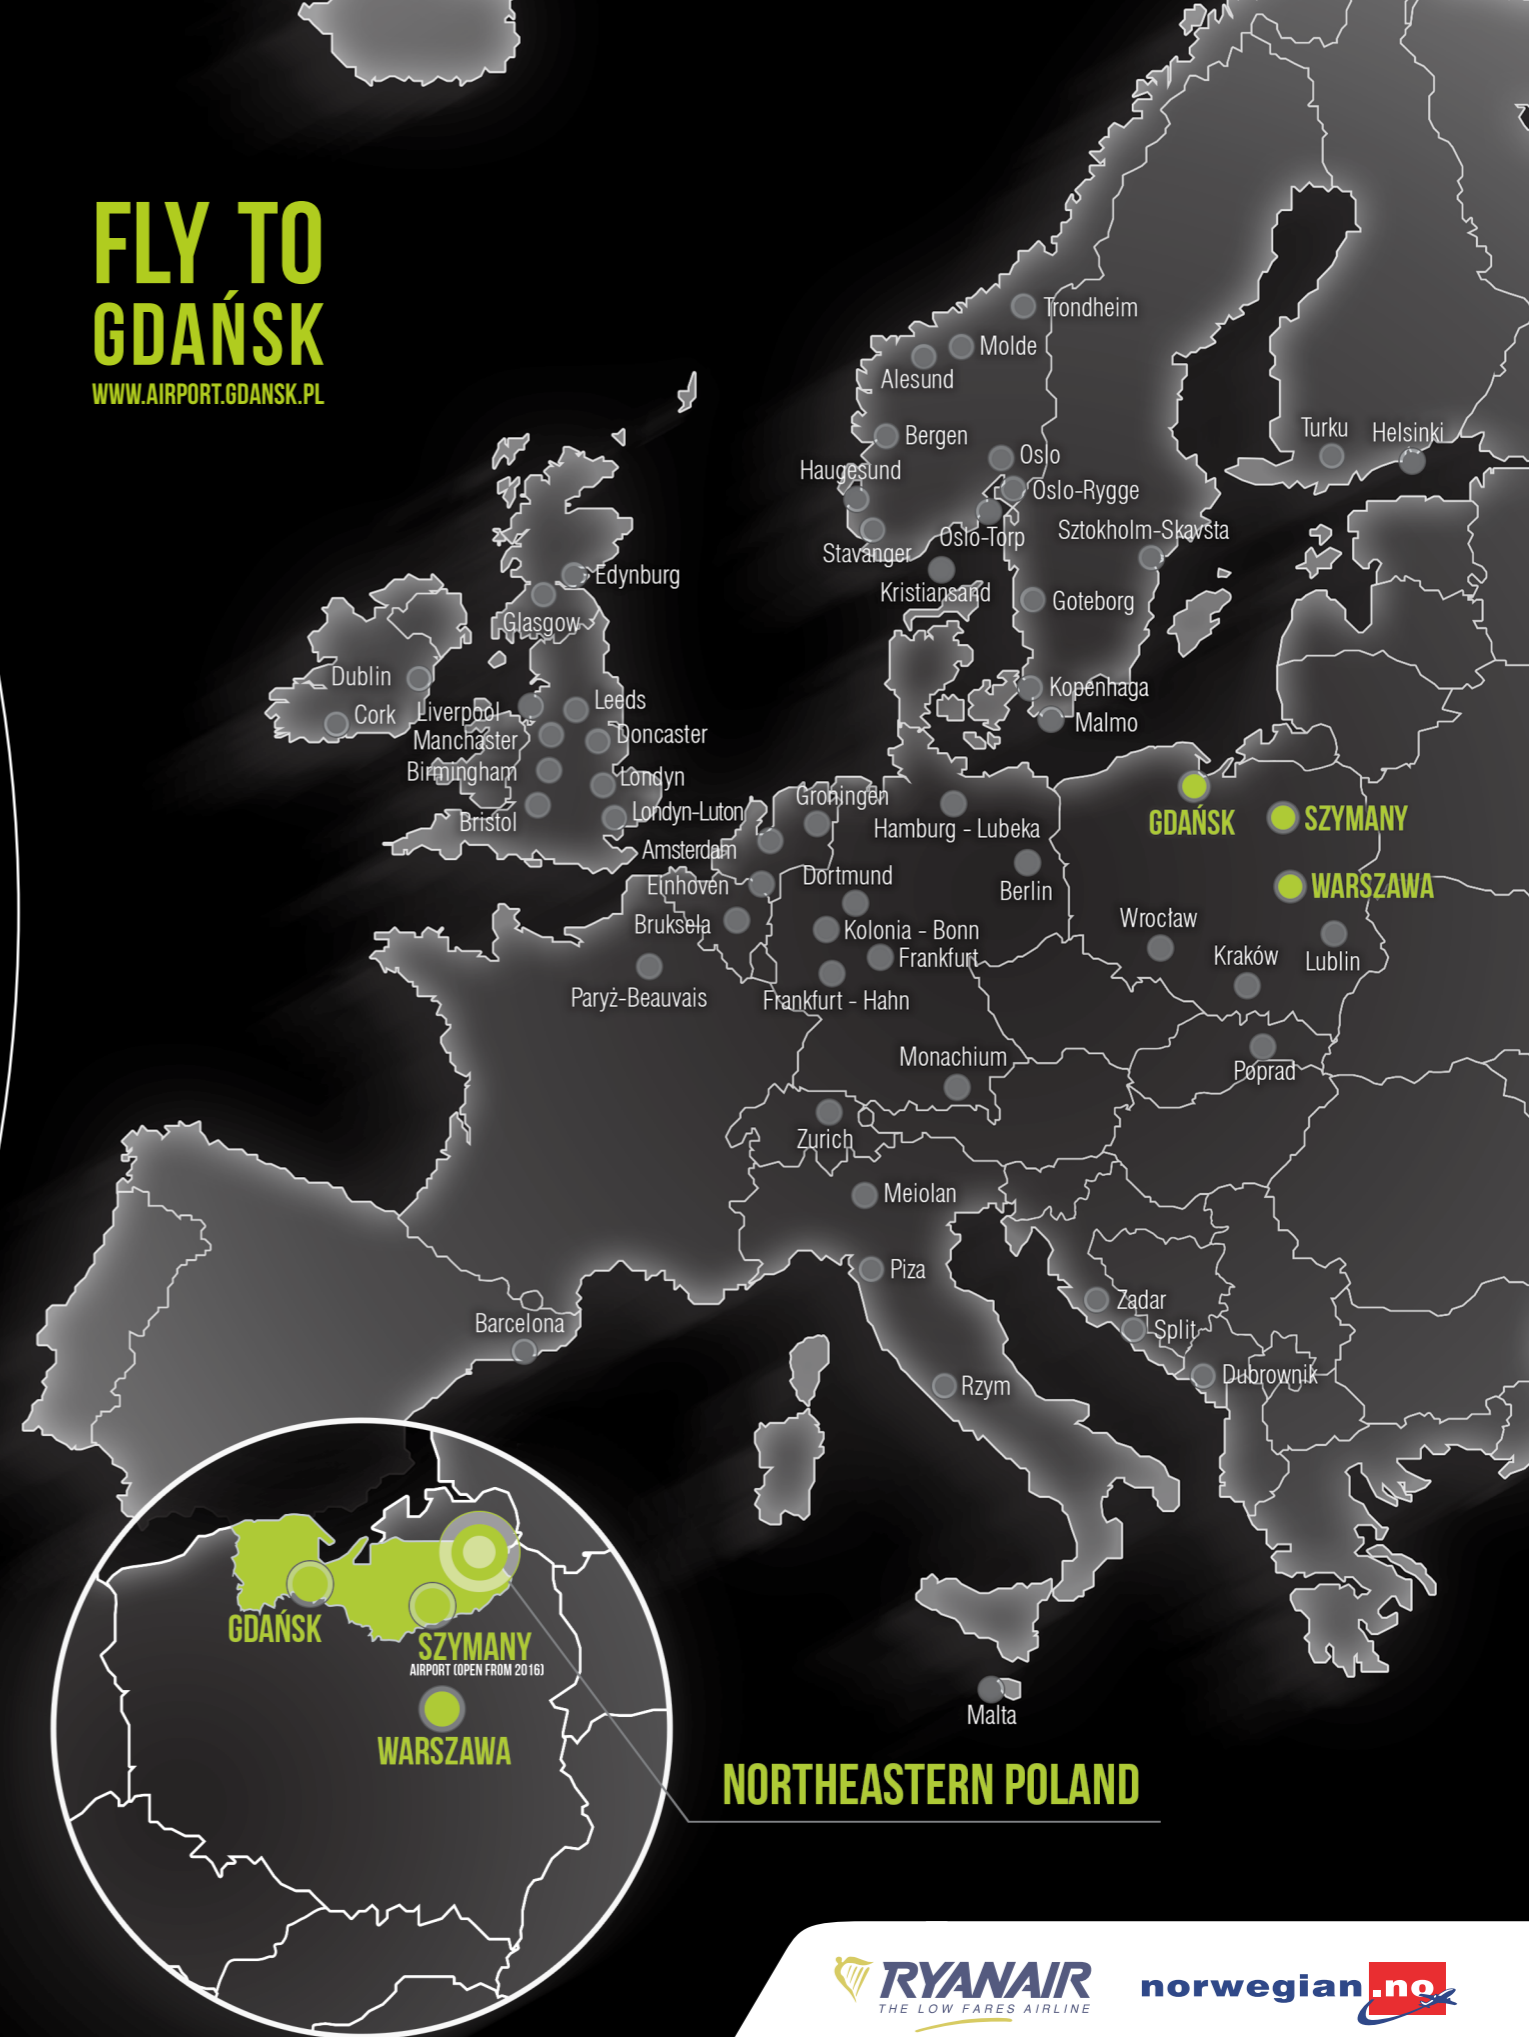 FLY TO
GDAŃSK
WWW.AIRPORT.GDANSK.PL
Trondheim
Molde
Alesund
Bergen
Haugesund
Oslo
Oslo-Rygge
Oslo-Torp
Stavanger
Kristiansand
Sztokholm-Skavsta
Goteborg
Turku
Helsinki
Edynburg
Glasgow
Dublin
Cork
Liverpool
Leeds
Manchaster
Doncaster
Birmingham
Londyn
Bristol
Londyn-Luton
Kopenhaga
Malmo
Groningen
Hamburg - Lubeka
Amsterdam
Einhoven
Dortmund
Berlin
Bruksela
Kolonia - Bonn
Frankfurt
Paryż-Beauvais
Frankfurt - Hahn
GDAŃSK
SZYMANY
WARSZAWA
Wrocław
Kraków
Lublin
Poprad
Monachium
Zurich
Meiolan
Piza
Barcelona
Zadar
Split
Dubrownik
Rzym
Malta
GDAŃSK
SZYMANY
AIRPORT (OPEN FROM 2016)
WARSZAWA
NORTHEASTERN POLAND
RYANAIR
THE LOW FARES AIRLINE
norwegian.no